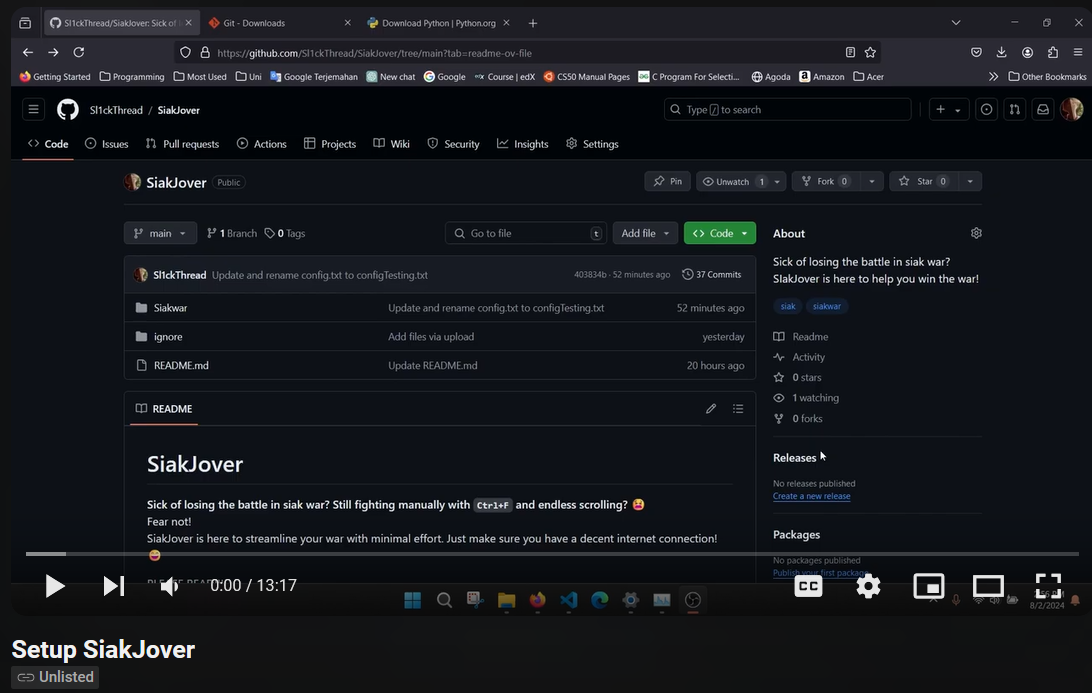 Sl1ckThread/SiakJover: Sick of
Git - Downloads
Download Python | Python.org
https://github.com/Sl1ckThread/SiakJover/tree/main?tab=readme-ov-file
Getting Started Programming Most Used Uni Google Terjemahan New chat Google Course | edX CS50 Manual Pages C Program For Selecti... Agoda Amazon Acer Other Bookmarks
Sl1ckThread / SiakJover
Type / to search
Code Issues Pull requests Actions Projects Wiki Security Insights Settings
SiakJover Public
Pin Unwatch 1 Fork 0 Star 0
main 1 Branch 0 Tags
Go to file t
Add file
Code
Sl1ckThread Update and rename config.txt to configTesting.txt 403834b · 52 minutes ago 37 Commits
Siakwar Update and rename config.txt to configTesting.txt 52 minutes ago
ignore Add files via upload yesterday
README.md Update README.md 20 hours ago
README
SiakJover
Sick of losing the battle in siak war? Still fighting manually with Ctrl+F and endless scrolling? 😫
Fear not!
SiakJover is here to streamline your war with minimal effort. Just make sure you have a decent internet connection!
😄
About
Sick of losing the battle in siak war?
SIakJover is here to help you win the war!
siak siakwar
Readme
Activity
0 stars
1 watching
0 forks
Releases
No releases published
Create a new release
Packages
No packages published
Publish your first package
0:00 / 13:17
CC
8/2/2024
Setup SiakJover
Unlisted